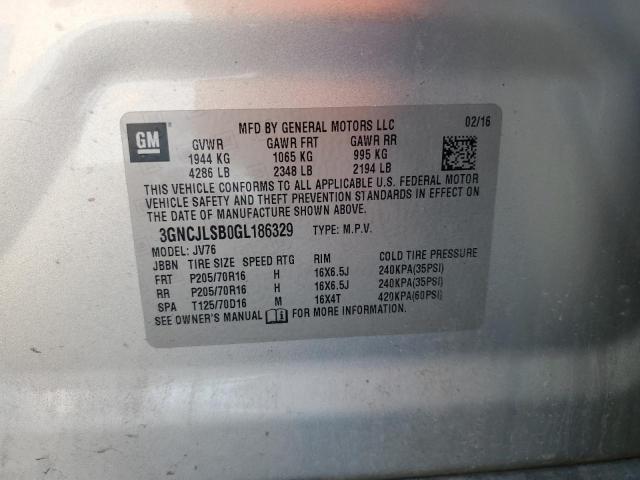 GM
MFD BY GENERAL MOTORS LLC 02/16
GVWR GAWR FRT GAWR RR
1944 KG 1065 KG 995 KG
4286 LB 2348 LB 2194 LB
THIS VEHICLE CONFORMS TO ALL APPLICABLE U.S. FEDERAL MOTOR
VEHICLE SAFETY AND THEFT PREVENTION STANDARDS IN EFFECT ON
THE DATE OF MANUFACTURE SHOWN ABOVE.
3GNCJLSB0GL186329 TYPE: M.P.V.
MODEL: JV76
JBBN TIRE SIZE SPEED RTG RIM COLD TIRE PRESSURE
FRT P205/70R16 H 16X6.5J 240KPA(35PSI)
RR P205/70R16 H 16X6.5J 240KPA(35PSI)
SPA T125/70D16 M 16X4T 420KPA(60PSI)
SEE OWNER'S MANUAL FOR MORE INFORMATION.